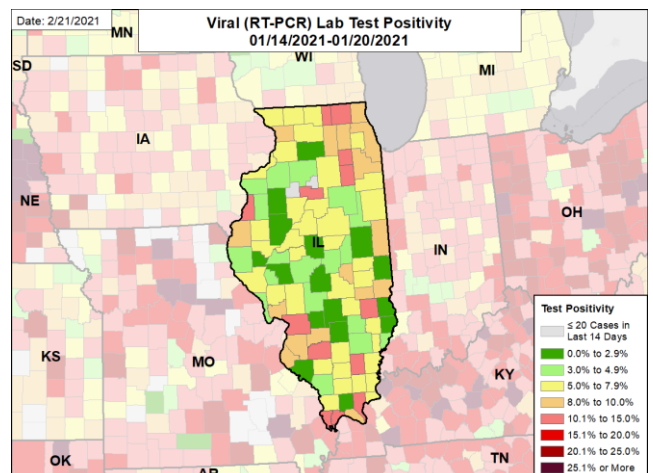 Date: 2/21/2021
Viral (RT-PCR) Lab Test Positivity
01/14/2021-01/20/2021
MN
SD
WI
MI
IA
NE
OH
IL
IN
KS
MO
KY
OK
AR
TN
Test Positivity
≤ 20 Cases in
Last 14 Days
0.0% to 2.9%
3.0% to 4.9%
5.0% to 7.9%
8.0% to 10.0%
10.1% to 15.0%
15.1% to 20.0%
20.1% to 25.0%
25.1% or More